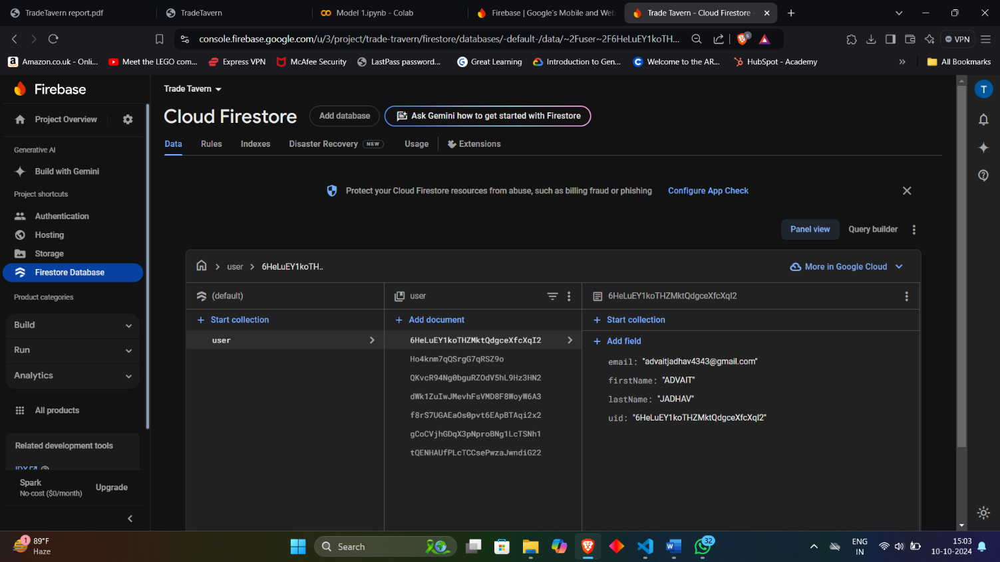 TradeTavern report.pdf
TradeTavern
Model 1.ipynb - Colab
Firebase | Google's Mobile and Web
Trade Tavern - Cloud Firestore -
console.firebase.google.com/u/3/project/trade-travern/firestore/databases/-default-/data/~2Fuser~2F6HeLuEY1koTH...
6
VPN
Amazon.co.uk - Onli...
Meet the LEGO com...
Express VPN
McAfee Security
LastPass password...
Great Learning
Introduction to Gen...
Welcome to the AR...
HubSpot - Academy
All Bookmarks
Firebase
Trade Tavern
T
Project Overview
Cloud Firestore
Add database
Ask Gemini how to get started with Firestore
Data
Rules
Indexes
Disaster Recovery NEW
Usage
Extensions
Generative AI
Build with Gemini
Project shortcuts
Authentication
Hosting
Storage
Firestore Database
Product categories
Build
Run
Analytics
All products
Related development tools
IDX
Spark
No-cost ($0/month)
Upgrade
Protect your Cloud Firestore resources from abuse, such as billing fraud or phishing
Configure App Check
Panel view
Query builder
user
6HeLuEY1koTH..
More in Google Cloud
(default)
Start collection
user
user
Add document
6HeLuEY1koTHZMktQdgceXfcXqI2
Ho4knm7qQSrgG7qRSZ9o
QKvcR94Ng0bguRZOdV5hL9Hz3HN2
dWk1ZuIwJMevhFsVMD8F8WoyW6A3
f8rS7UGAEaOs0pvt6EApBTAqi2x2
gCoCVjhGDqX3pNproBNg1LcTSNh1
tQENHAUfPLcTCCsePwzaJwndiG22
6HeLuEY1koTHZMktQdgceXfcXqI2
Start collection
Add field
email: "advaitjadhav4343@gmail.com"
firstName: "ADVAIT"
lastName: "JADHAV"
uid: "6HeLuEY1koTHZMktQdgceXfcXqI2"
1
89°F
Haze
Search
32
ENG
IN
15:03
10-10-2024